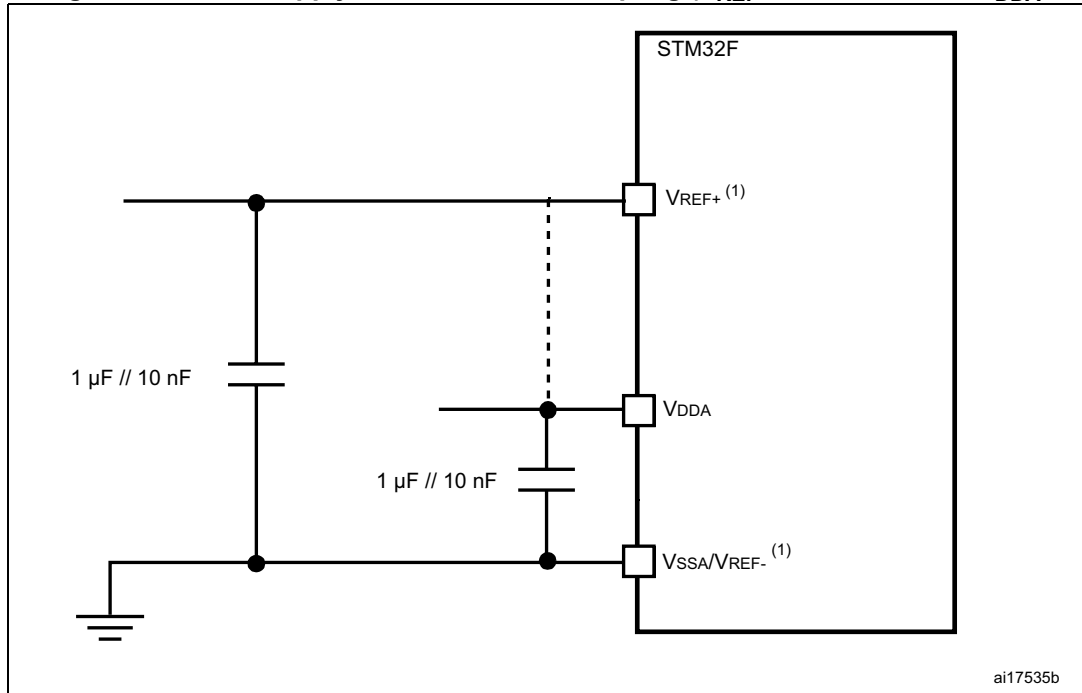 STM32F
VREF+ (1)
1 µF // 10 nF
VDDA
1 µF // 10 nF
VSSA/VREF- (1)
ai17535b